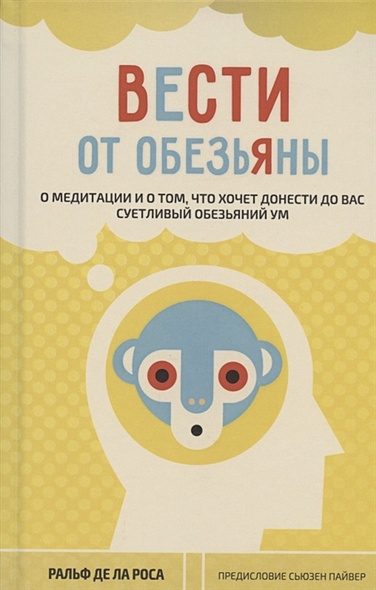 ВЕСТИ
ОТ ОБЕЗЬЯНЫ
О МЕДИТАЦИИ И О ТОМ, ЧТО ХОЧЕТ ДОНЕСТИ ДО ВАС
СУЕТЛИВЫЙ ОБЕЗЬЯНИЙ УМ
РАЛЬФ ДЕ ЛА РОСА
ПРЕДИСЛОВИЕ СЬЮЗЕН ПАЙВЕР